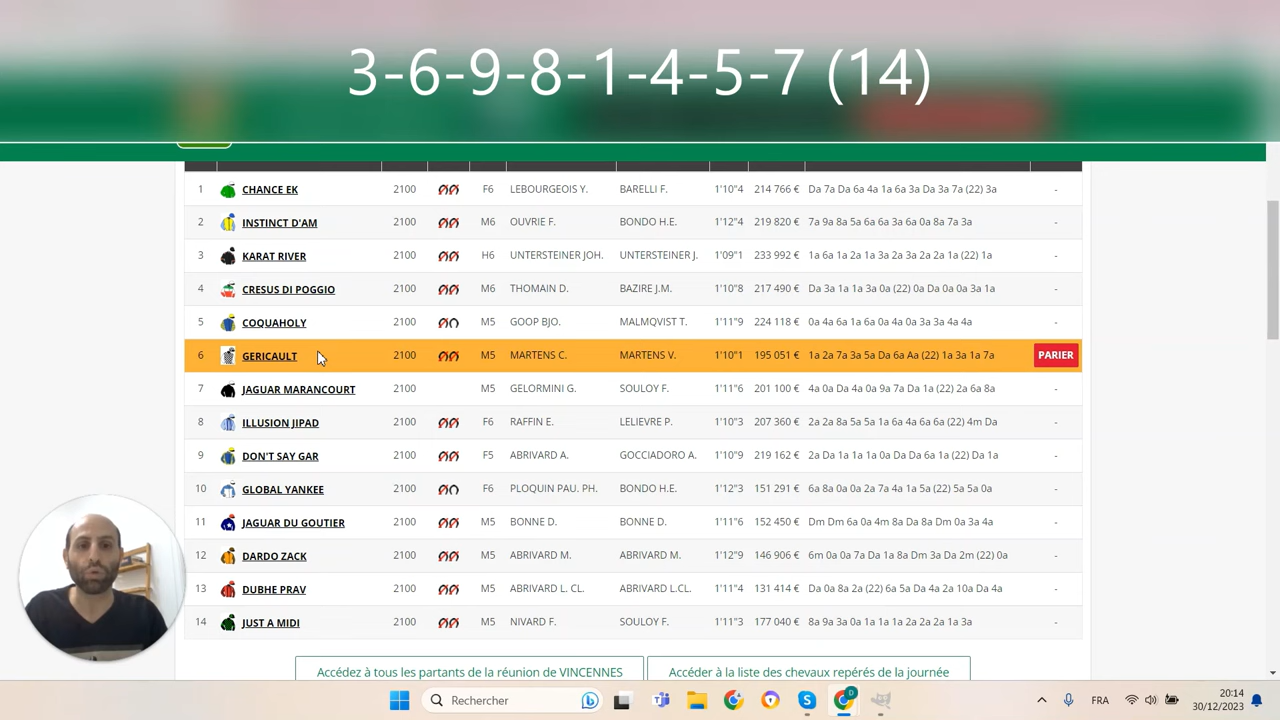 3-6-9-8-1-4-5-7 (14)
1 CHANCE EK 2100 F6 LEBOURGEOIS Y. BARELLI F. 1'10"4 214 766 € Da 7a Da 6a 4a 1a 6a 3a Da 3a 7a (22) 3a -
2 INSTINCT D'AM 2100 M6 OUVRIE F. BONDO H.E. 1'12"4 219 820 € 7a 9a 8a 5a 6a 6a 3a 6a 0a 8a 7a 3a -
3 KARAT RIVER 2100 H6 UNTERSTEINER JOH. UNTERSTEINER J. 1'09"1 233 992 € 1a 6a 1a 2a 1a 3a 2a 3a 2a 2a 1a (22) 1a -
4 CRESUS DI POGGIO 2100 M6 THOMAIN D. BAZIRE J.M. 1'10"8 217 490 € Da 3a 1a 1a 3a 0a (22) 0a Da 0a 0a 3a 1a -
5 COQUAHOLY 2100 M5 GOOP BJO. MALMQVIST T. 1'11"9 224 118 € 0a 4a 6a 1a 6a 0a 4a 0a 3a 3a 4a 4a -
6 GERICAULT 2100 M5 MARTENS C. MARTENS V. 1'10"1 195 051 € 1a 2a 7a 3a 5a Da 6a Aa (22) 1a 3a 1a 7a PARIER
7 JAGUAR MARANCOURT 2100 M5 GELORMINI G. SOULOY F. 1'11"6 201 100 € 4a 0a Da 4a 0a 9a 7a Da 1a (22) 2a 6a 8a -
8 ILLUSION JIPAD 2100 F6 RAFFIN E. LELIEVRE P. 1'10"3 207 360 € 2a 2a 8a 5a 5a 1a 6a 4a 6a 6a (22) 4m Da -
9 DON'T SAY GAR 2100 F5 ABRIVARD A. GOCCIADORO A. 1'10"9 219 162 € 2a Da 1a 1a 1a 0a Da Da 6a 1a (22) Da 1a -
10 GLOBAL YANKEE 2100 F6 PLOQUIN PAU. PH. BONDO H.E. 1'12"3 151 291 € 6a 8a 0a 0a 2a 7a 4a 1a 5a (22) 5a 5a 0a -
11 JAGUAR DU GOUTIER 2100 M5 BONNE D. BONNE D. 1'11"6 152 450 € Dm Dm 6a 0a 4m 8a Da 8a Dm 0a 3a 4a -
12 DARDO ZACK 2100 M5 ABRIVARD M. ABRIVARD M. 1'12"9 146 906 € 6m 0a 0a 7a Da 1a 8a Dm 3a Da 2m (22) 0a -
13 DUBHE PRAV 2100 M5 ABRIVARD L. CL. ABRIVARD L.CL. 1'11"4 131 414 € Da 0a 8a 2a (22) 6a 5a Da 4a 2a 10a Da 4a -
14 JUST A MIDI 2100 M5 NIVARD F. SOULOY F. 1'11"3 177 040 € 8a 9a 3a 0a 1a 1a 1a 2a 2a 2a 1a 3a -
Accédez à tous les partants de la réunion de VINCENNES Accéder à la liste des chevaux repérés de la journée
Rechercher FRA 20:14
30/12/2023